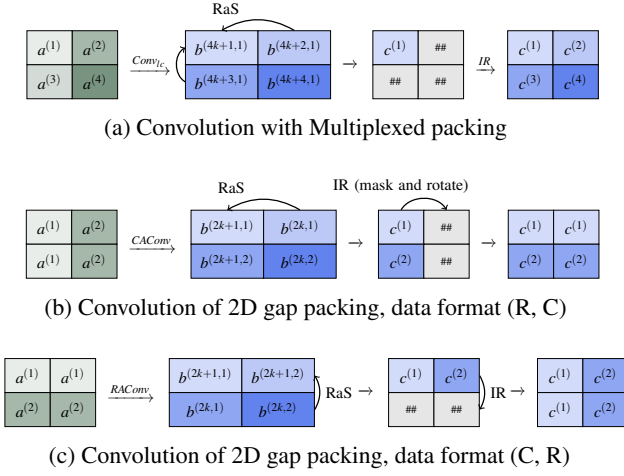 RaS
a^{(1)} a^{(2)} Conv_{1c} b^{(4k+1,1)} b^{(4k+2,1)} → c^{(1)} ## IR c^{(1)} c^{(2)}
a^{(3)} a^{(4)} b^{(4k+3,1)} b^{(4k+4,1)} ## ## c^{(3)} c^{(4)}
(a) Convolution with Multiplexed packing
RaS IR (mask and rotate)
a^{(1)} a^{(2)} CAConv b^{(2k+1,1)} b^{(2k,1)} → c^{(1)} ## → c^{(1)} c^{(1)}
a^{(1)} a^{(2)} b^{(2k+1,2)} b^{(2k,2)} c^{(2)} ## c^{(2)} c^{(2)}
(b) Convolution of 2D gap packing, data format (R, C)
a^{(1)} a^{(1)} RAConv b^{(2k+1,1)} b^{(2k+1,2)} RaS → c^{(1)} c^{(2)} IR → c^{(1)} c^{(2)}
a^{(2)} a^{(2)} b^{(2k,1)} b^{(2k,2)} ## ## c^{(1)} c^{(2)}
(c) Convolution of 2D gap packing, data format (C, R)